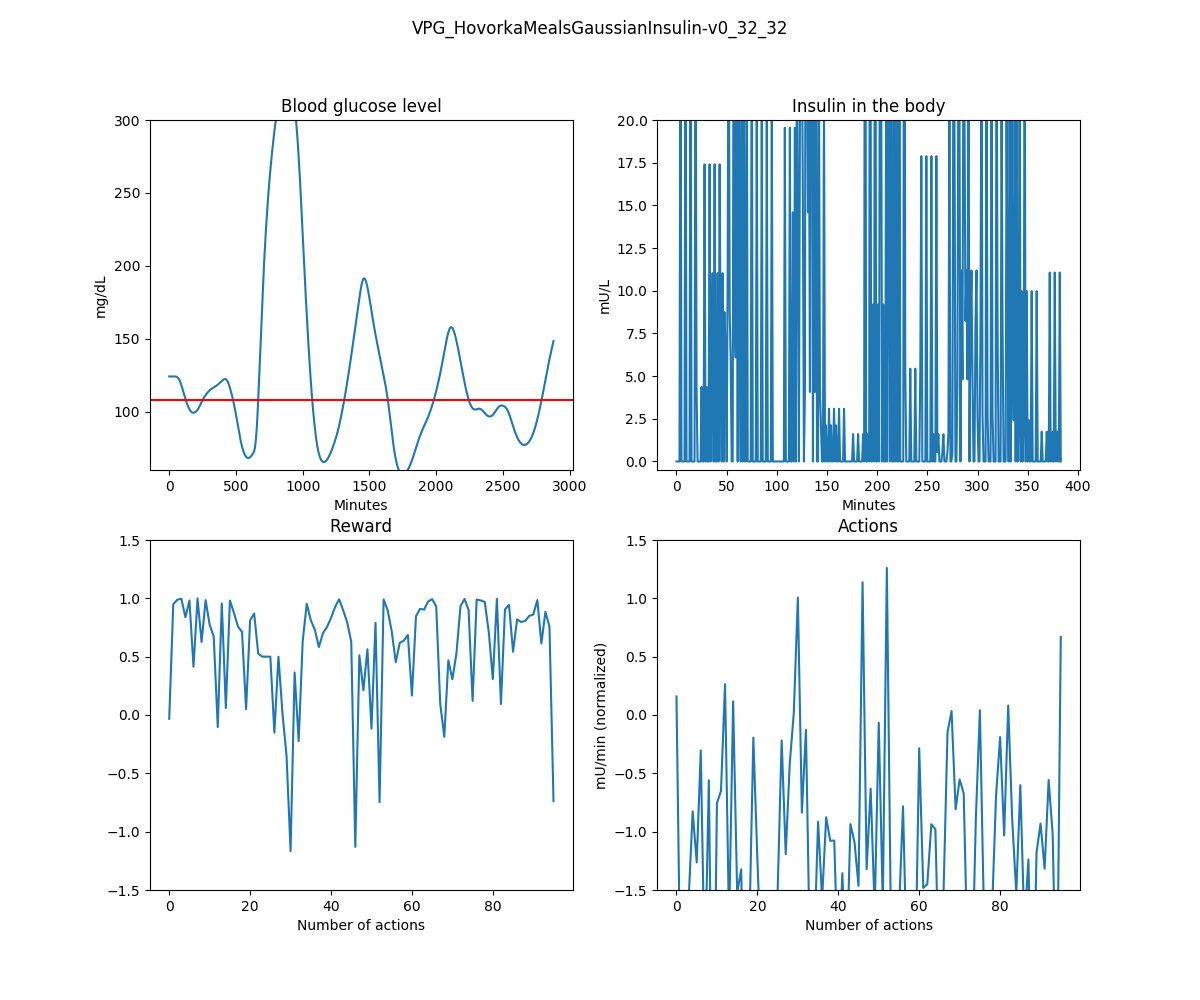 VPG_HovorkaMealsGaussianInsulin-v0_32_32
Blood glucose level
300
250
200
150
100
mg/dL
0 500 1000 1500 2000 2500 3000
Minutes
Insulin in the body
20.0
17.5
15.0
12.5
10.0
7.5
5.0
2.5
0.0
mU/L
0 50 100 150 200 250 300 350 400
Minutes
Reward
1.5
1.0
0.5
0.0
−0.5
−1.0
−1.5
0 20 40 60 80
Number of actions
Actions
1.5
1.0
0.5
0.0
−0.5
−1.0
−1.5
mU/min (normalized)
0 20 40 60 80
Number of actions